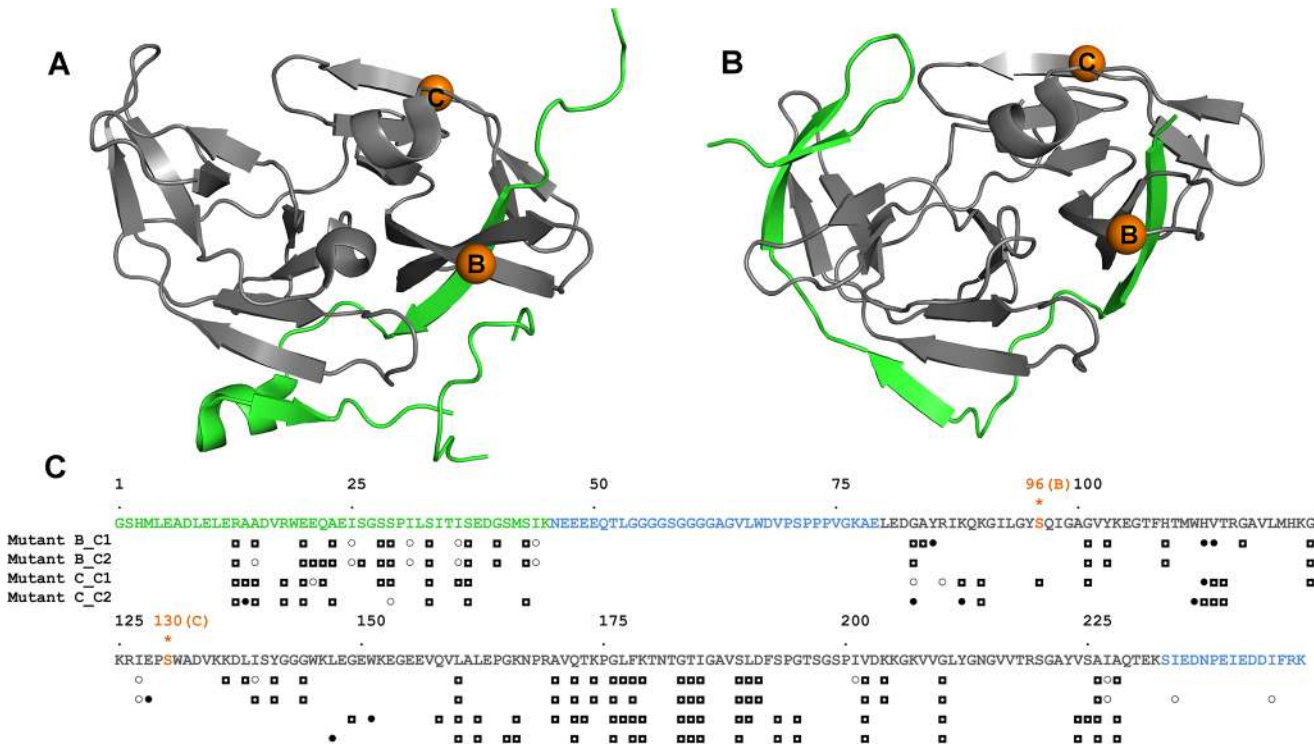 A
B
C
B
C
B
C
1 25 50 75 96(B) 100
*
GSHMLEADLELERAADVRWEEQAEISGSSPILSITISEDGSMSIKNEEEEQTLGGGGSGGGGAGVLWDVPSPPPVGKAELEDGAYRIKQKGILGYSQIGAGVYKEGTFHTMWHVTRGAVLMHKG
Mutant B_C1
Mutant B_C2
Mutant C_C1
Mutant C_C2
125 130(C) 150 175 200 225
*
KRIEPSWADVKKDLISYGGGWKLEGEWKEGEEVQVLALEPGKNPRAVQTKPGLFKTNTGTIGAVSLDFSPGTSGSPIVDKKGKVVGLYGNGVVTRSGAYVSAIAQTEKSIEDNPEIEDDIFRK